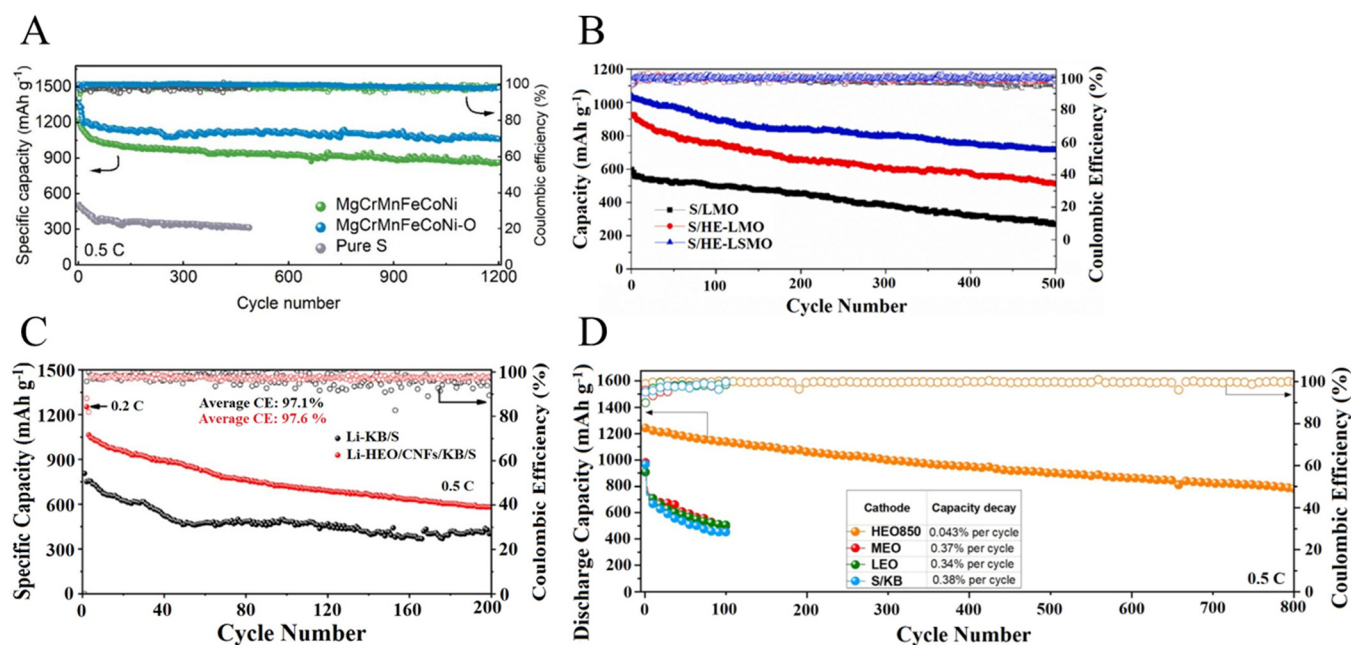 A
Specific capacity (mAh g⁻¹)
1500
1200
900
600
300
0
100
80
60
40
20
0
Coulombic efficiency (%)
MgCrMnFeCoNi
MgCrMnFeCoNi-O
Pure S
0.5 C
0 300 600 900 1200
Cycle number
B
Capacity (mAh g⁻¹)
1200
1000
800
600
400
200
0
100
80
60
40
20
0
Coulombic Efficiency (%)
S/LMO
S/HE-LMO
S/HE-LSMO
0 100 200 300 400 500
Cycle Number
C
Specific Capacity (mAh g⁻¹)
1500
1200
900
600
300
0
100
80
60
40
20
0
Coulombic Efficiency (%)
0.2 C
Average CE: 97.1%
Average CE: 97.6 %
Li-KB/S
Li-HEO/CNFs/KB/S
0.5 C
0 40 80 120 160 200
Cycle Number
D
Discharge Capacity (mAh g⁻¹)
1600
1400
1200
1000
800
600
400
200
0
100
80
60
40
20
0
Coulombic Efficiency (%)
Cathode Capacity decay
HEO850 0.043% per cycle
MEO 0.37% per cycle
LEO 0.34% per cycle
S/KB 0.38% per cycle
0.5 C
0 100 200 300 400 500 600 700 800
Cycle Number